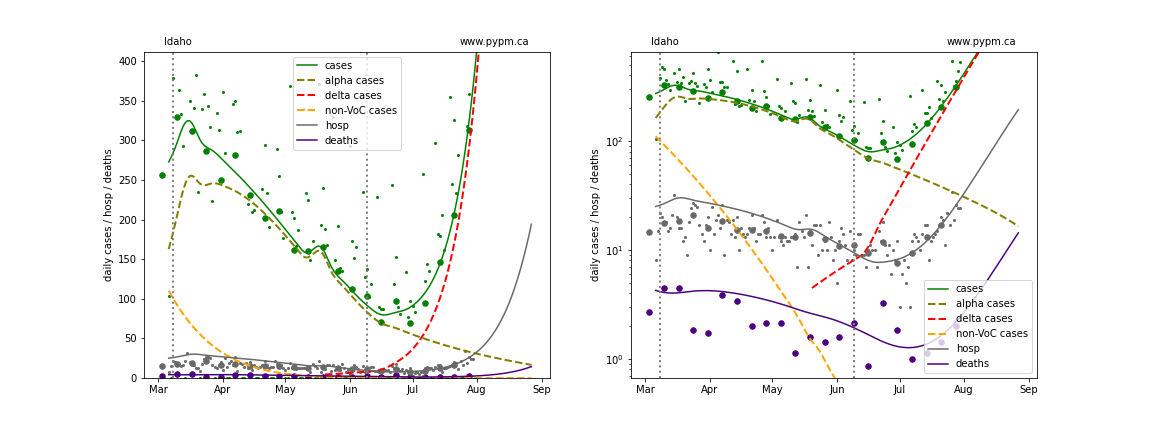 Idaho
www.pypm.ca
400
350
300
250
200
150
100
50
0
daily cases / hosp / deaths
cases
alpha cases
delta cases
non-VoC cases
hosp
deaths
Mar
Apr
May
Jun
Jul
Aug
Sep
Idaho
www.pypm.ca
10²
10¹
10⁰
daily cases / hosp / deaths
cases
alpha cases
delta cases
non-VoC cases
hosp
deaths
Mar
Apr
May
Jun
Jul
Aug
Sep